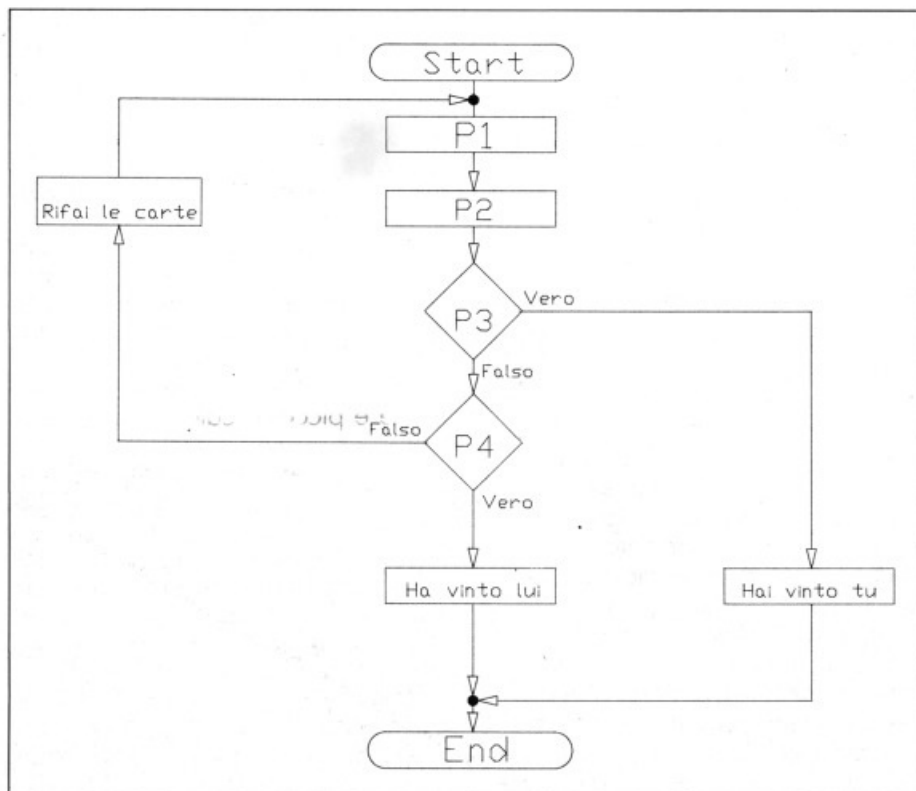 Start
P1
Rifai le carte
P2
Vero
P3
Falso
Falso
P4
Vero
Ha vinto lui
Hai vinto tu
End